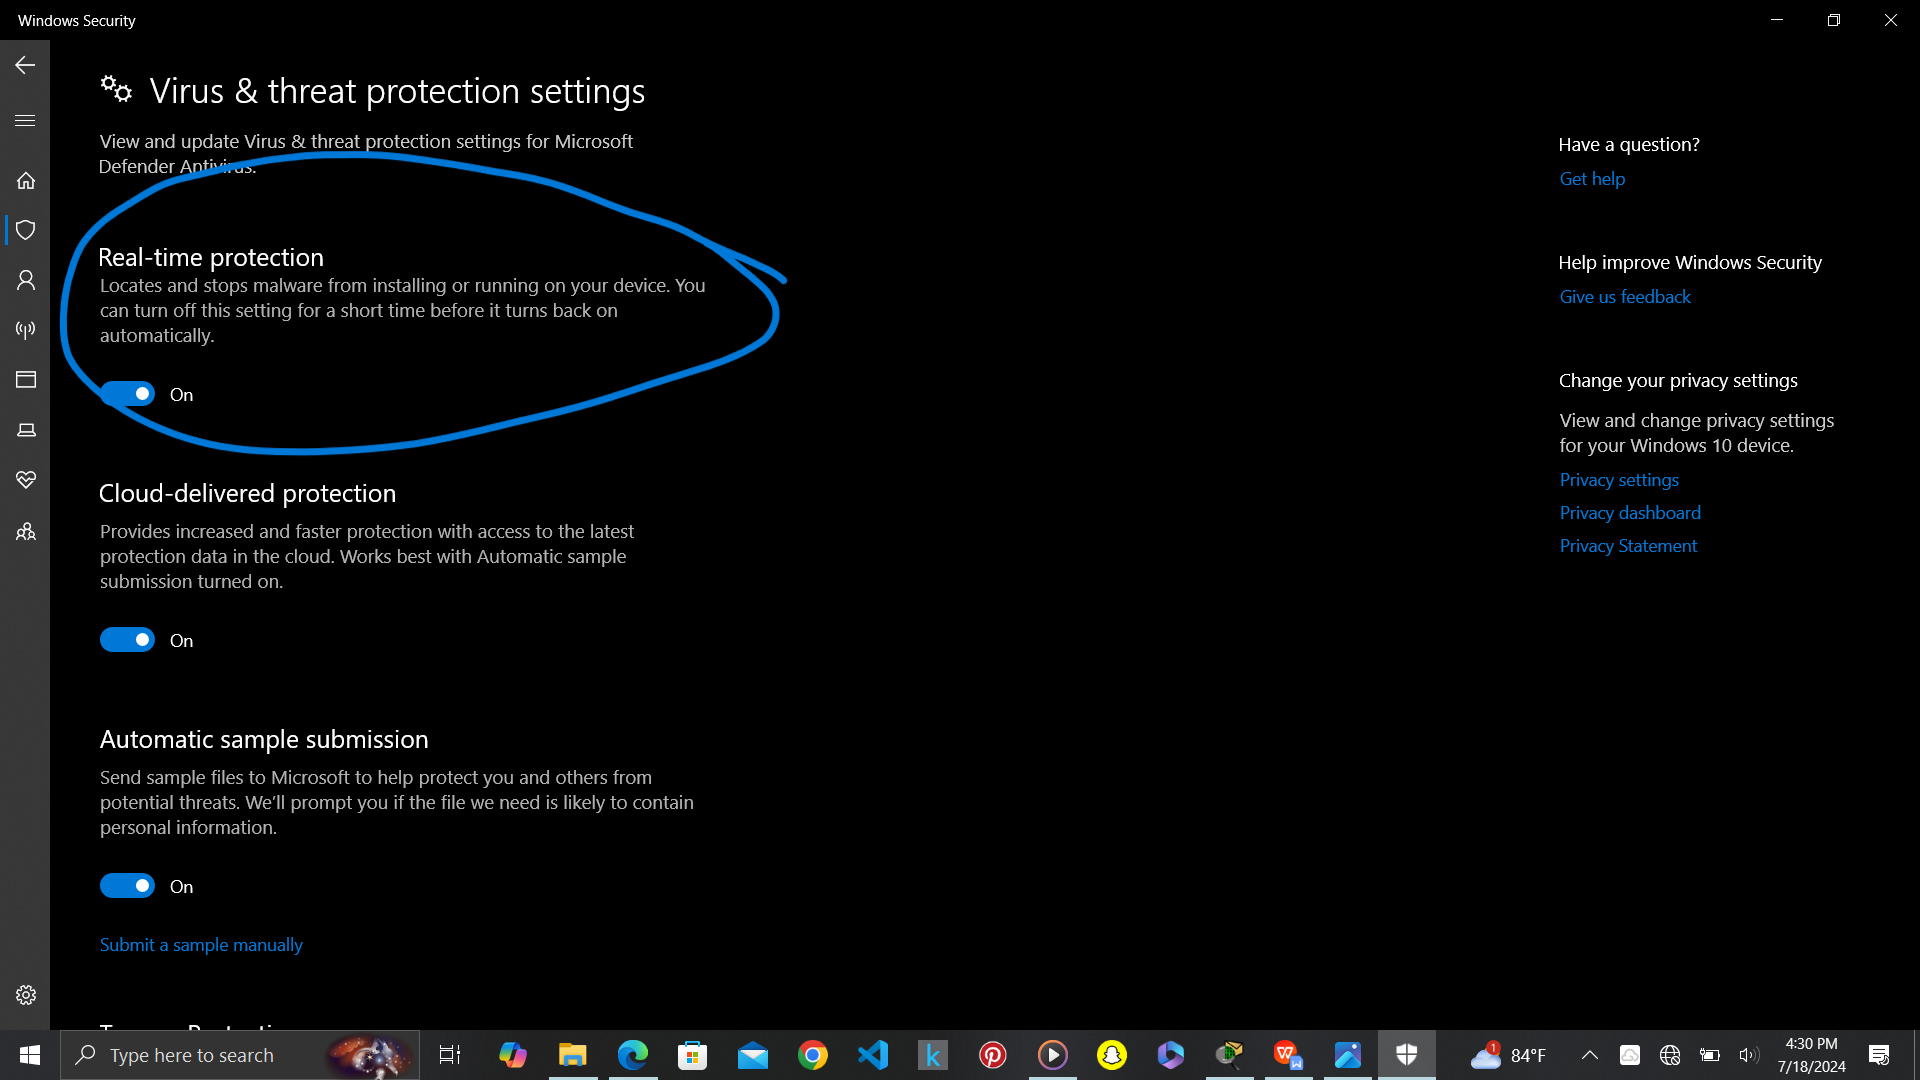 Windows Security
Virus & threat protection settings
View and update Virus & threat protection settings for Microsoft
Defender Antivirus.
Real-time protection
Locates and stops malware from installing or running on your device. You
can turn off this setting for a short time before it turns back on
automatically.
On
Cloud-delivered protection
Provides increased and faster protection with access to the latest
protection data in the cloud. Works best with Automatic sample
submission turned on.
On
Automatic sample submission
Send sample files to Microsoft to help protect you and others from
potential threats. We'll prompt you if the file we need is likely to contain
personal information.
On
Submit a sample manually
Have a question?
Get help
Help improve Windows Security
Give us feedback
Change your privacy settings
View and change privacy settings
for your Windows 10 device.
Privacy settings
Privacy dashboard
Privacy Statement
Type here to search
k
W
W
1
84°F
4:30 PM
7/18/2024